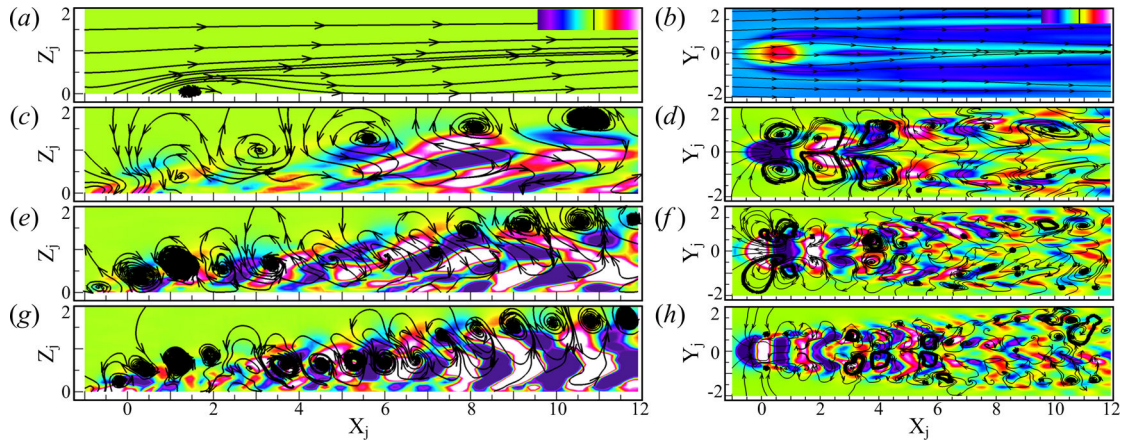 (a) Z_j 2 0
(b) Y_j 2 0 -2
(c) Z_j 2 0
(d) Y_j 2 0 -2
(e) Z_j 2 0
(f) Y_j 2 0 -2
(g) Z_j 2 0
(h) Y_j 2 0 -2
0 2 4 6 8 10 12
X_j
0 2 4 6 8 10 12
X_j